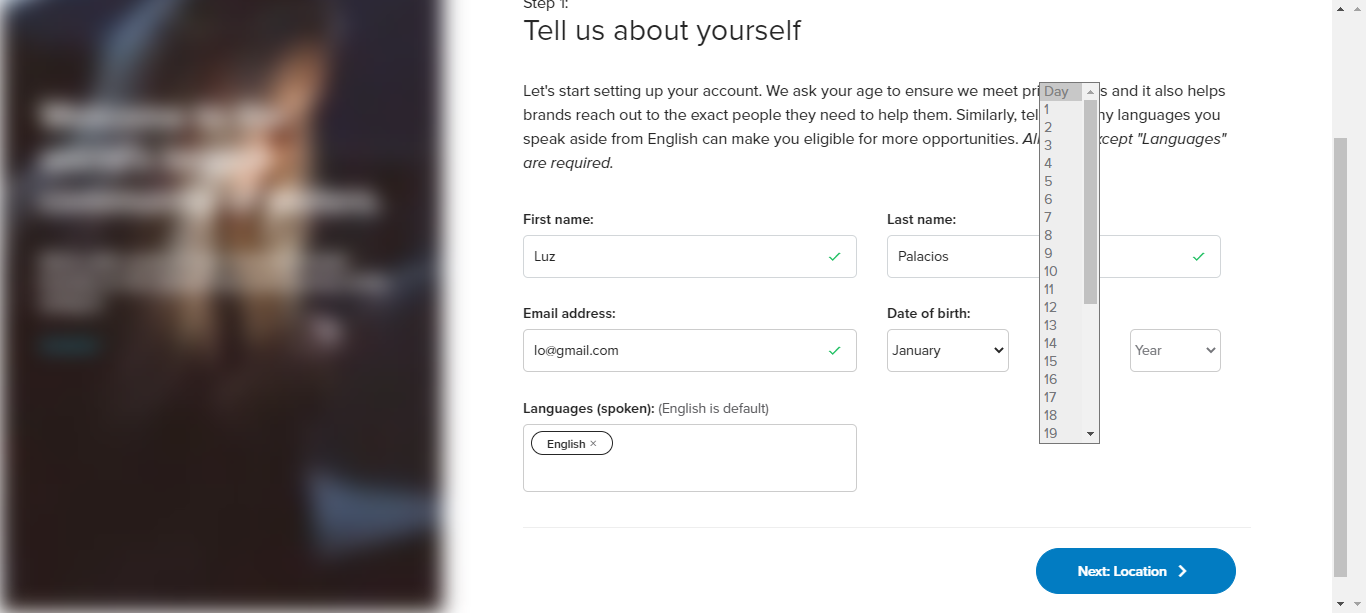 Step 1:
Tell us about yourself
Let's start setting up your account. We ask your age to ensure we meet pri s and it also helps
brands reach out to the exact people they need to help them. Similarly, tel ny languages you
speak aside from English can make you eligible for more opportunities. Al cept "Languages"
are required.
First name:
Last name:
Luz
Palacios
Email address:
Date of birth:
lo@gmail.com
January
Year
Languages (spoken): (English is default)
English ×
Day
1
2
3
4
5
6
7
8
9
10
11
12
13
14
15
16
17
18
19
Next: Location